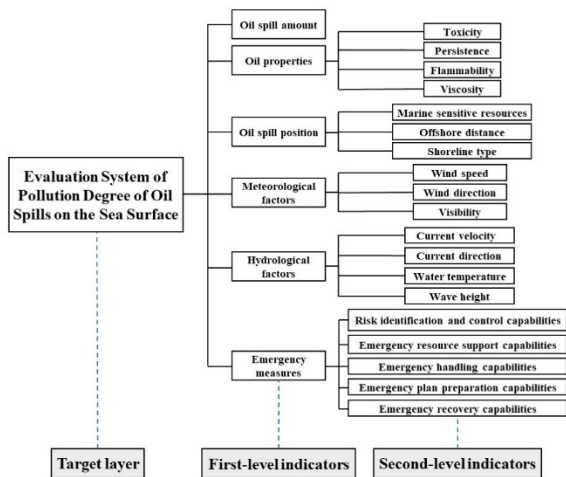 Evaluation System of
Pollution Degree of Oil
Spills on the Sea Surface
Oil spill amount
Oil properties
Toxicity
Persistence
Flammability
Viscosity
Oil spill position
Marine sensitive resources
Offshore distance
Shoreline type
Meteorological
factors
Wind speed
Wind direction
Visibility
Hydrological
factors
Current velocity
Current direction
Water temperature
Wave height
Emergency
measures
Risk identification and control capabilities
Emergency resource support capabilities
Emergency handling capabilities
Emergency plan preparation capabilities
Emergency recovery capabilities
Target layer
First-level indicators
Second-level indicators